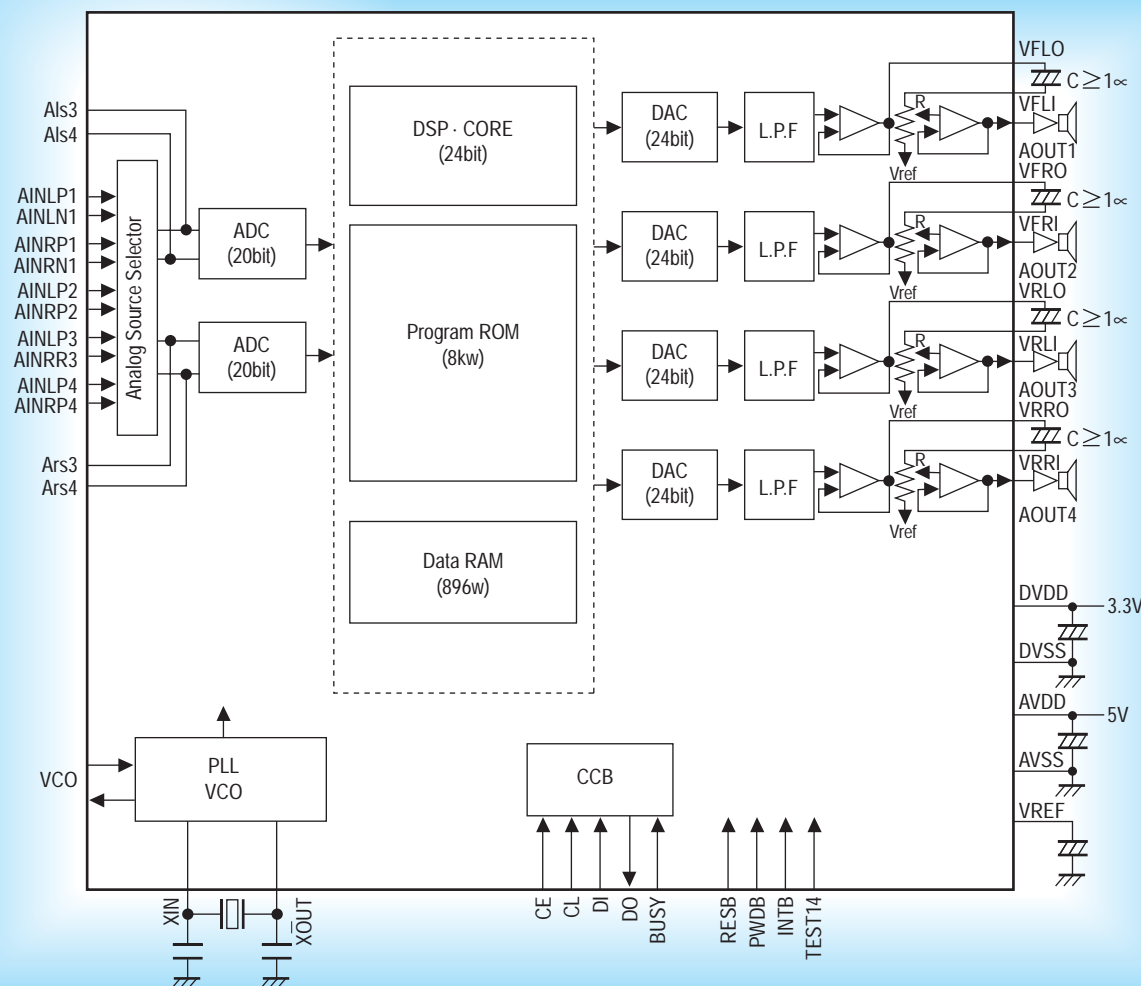 AIs3
AIs4
AINLP1
AINLN1
AINRP1
AINRN1
AINLP2
AINRP2
AINLP3
AINRR3
AINLP4
AINRP4
Ars3
Ars4
Analog Source Selector
ADC
(20bit)
ADC
(20bit)
DSP · CORE
(24bit)
Program ROM
(8kw)
Data RAM
(896w)
DAC
(24bit)
L.P.F
R
Vref
VFLO
C≥1∝
VFLI
AOUT1
DAC
(24bit)
L.P.F
R
Vref
VFRO
C≥1∝
VFRI
AOUT2
DAC
(24bit)
L.P.F
R
Vref
VRLO
C≥1∝
VRLI
AOUT3
DAC
(24bit)
L.P.F
R
Vref
VRRO
C≥1∝
VRRI
AOUT4
DVDD
3.3V
DVSS
AVDD
5V
AVSS
VREF
VCO
PLL
VCO
CCB
XIN
XOUT
CE
CL
DI
DO
BUSY
RESB
PWDB
INTB
TEST14